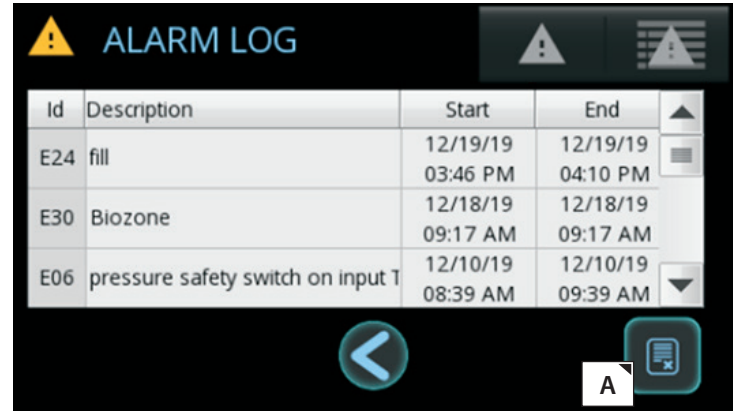 ALARM LOG
Id Description Start End
E24 fill 12/19/19 03:46 PM 12/19/19 04:10 PM
E30 Biozone 12/18/19 09:17 AM 12/18/19 09:17 AM
E06 pressure safety switch on input T 12/10/19 08:39 AM 12/10/19 09:39 AM
A